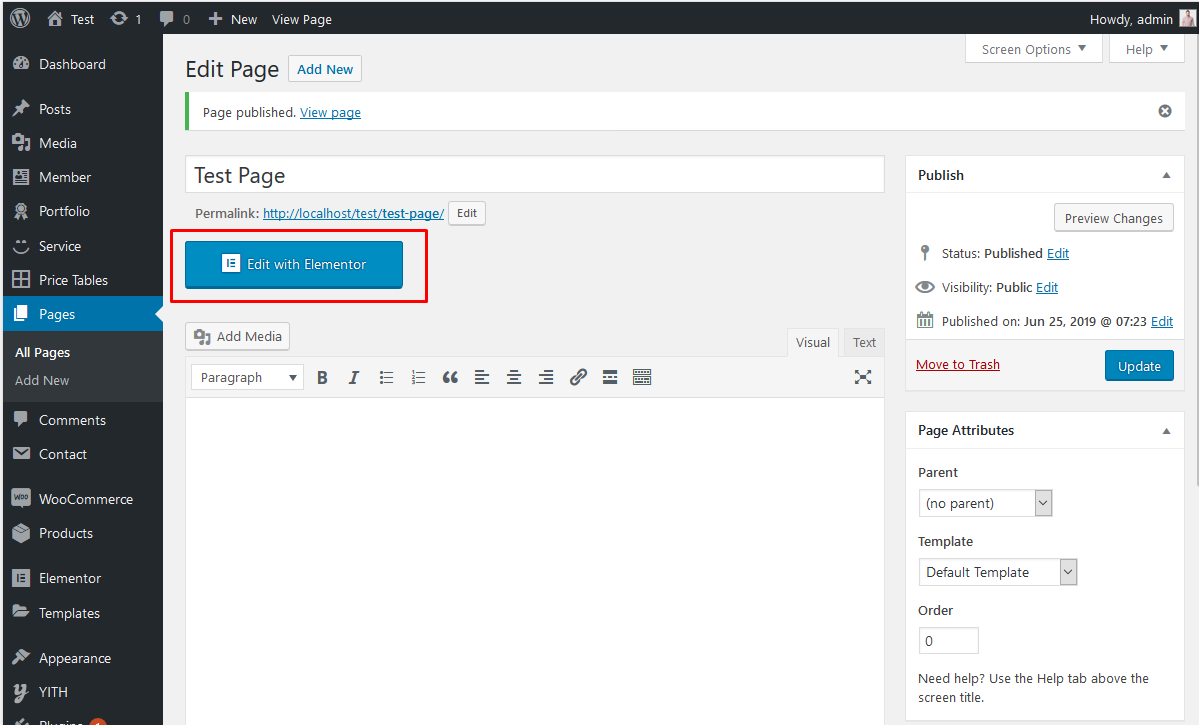 Test 1 0 New View Page Howdy, admin
Screen Options Help
Dashboard
Posts
Media
Member
Portfolio
Service
Price Tables
Pages
All Pages
Add New
Comments
Contact
WOO WooCommerce
Products
Elementor
Templates
Appearance
YITH
Plugins 1
Edit Page Add New
Page published. View page
Test Page
Permalink: http://localhost/test/test-page/ Edit
Edit with Elementor
Add Media
Visual Text
Paragraph B I
Publish
Preview Changes
Status: Published Edit
Visibility: Public Edit
Published on: Jun 25, 2019 @ 07:23 Edit
Move to Trash Update
Page Attributes
Parent
(no parent)
Template
Default Template
Order
0
Need help? Use the Help tab above the
screen title.